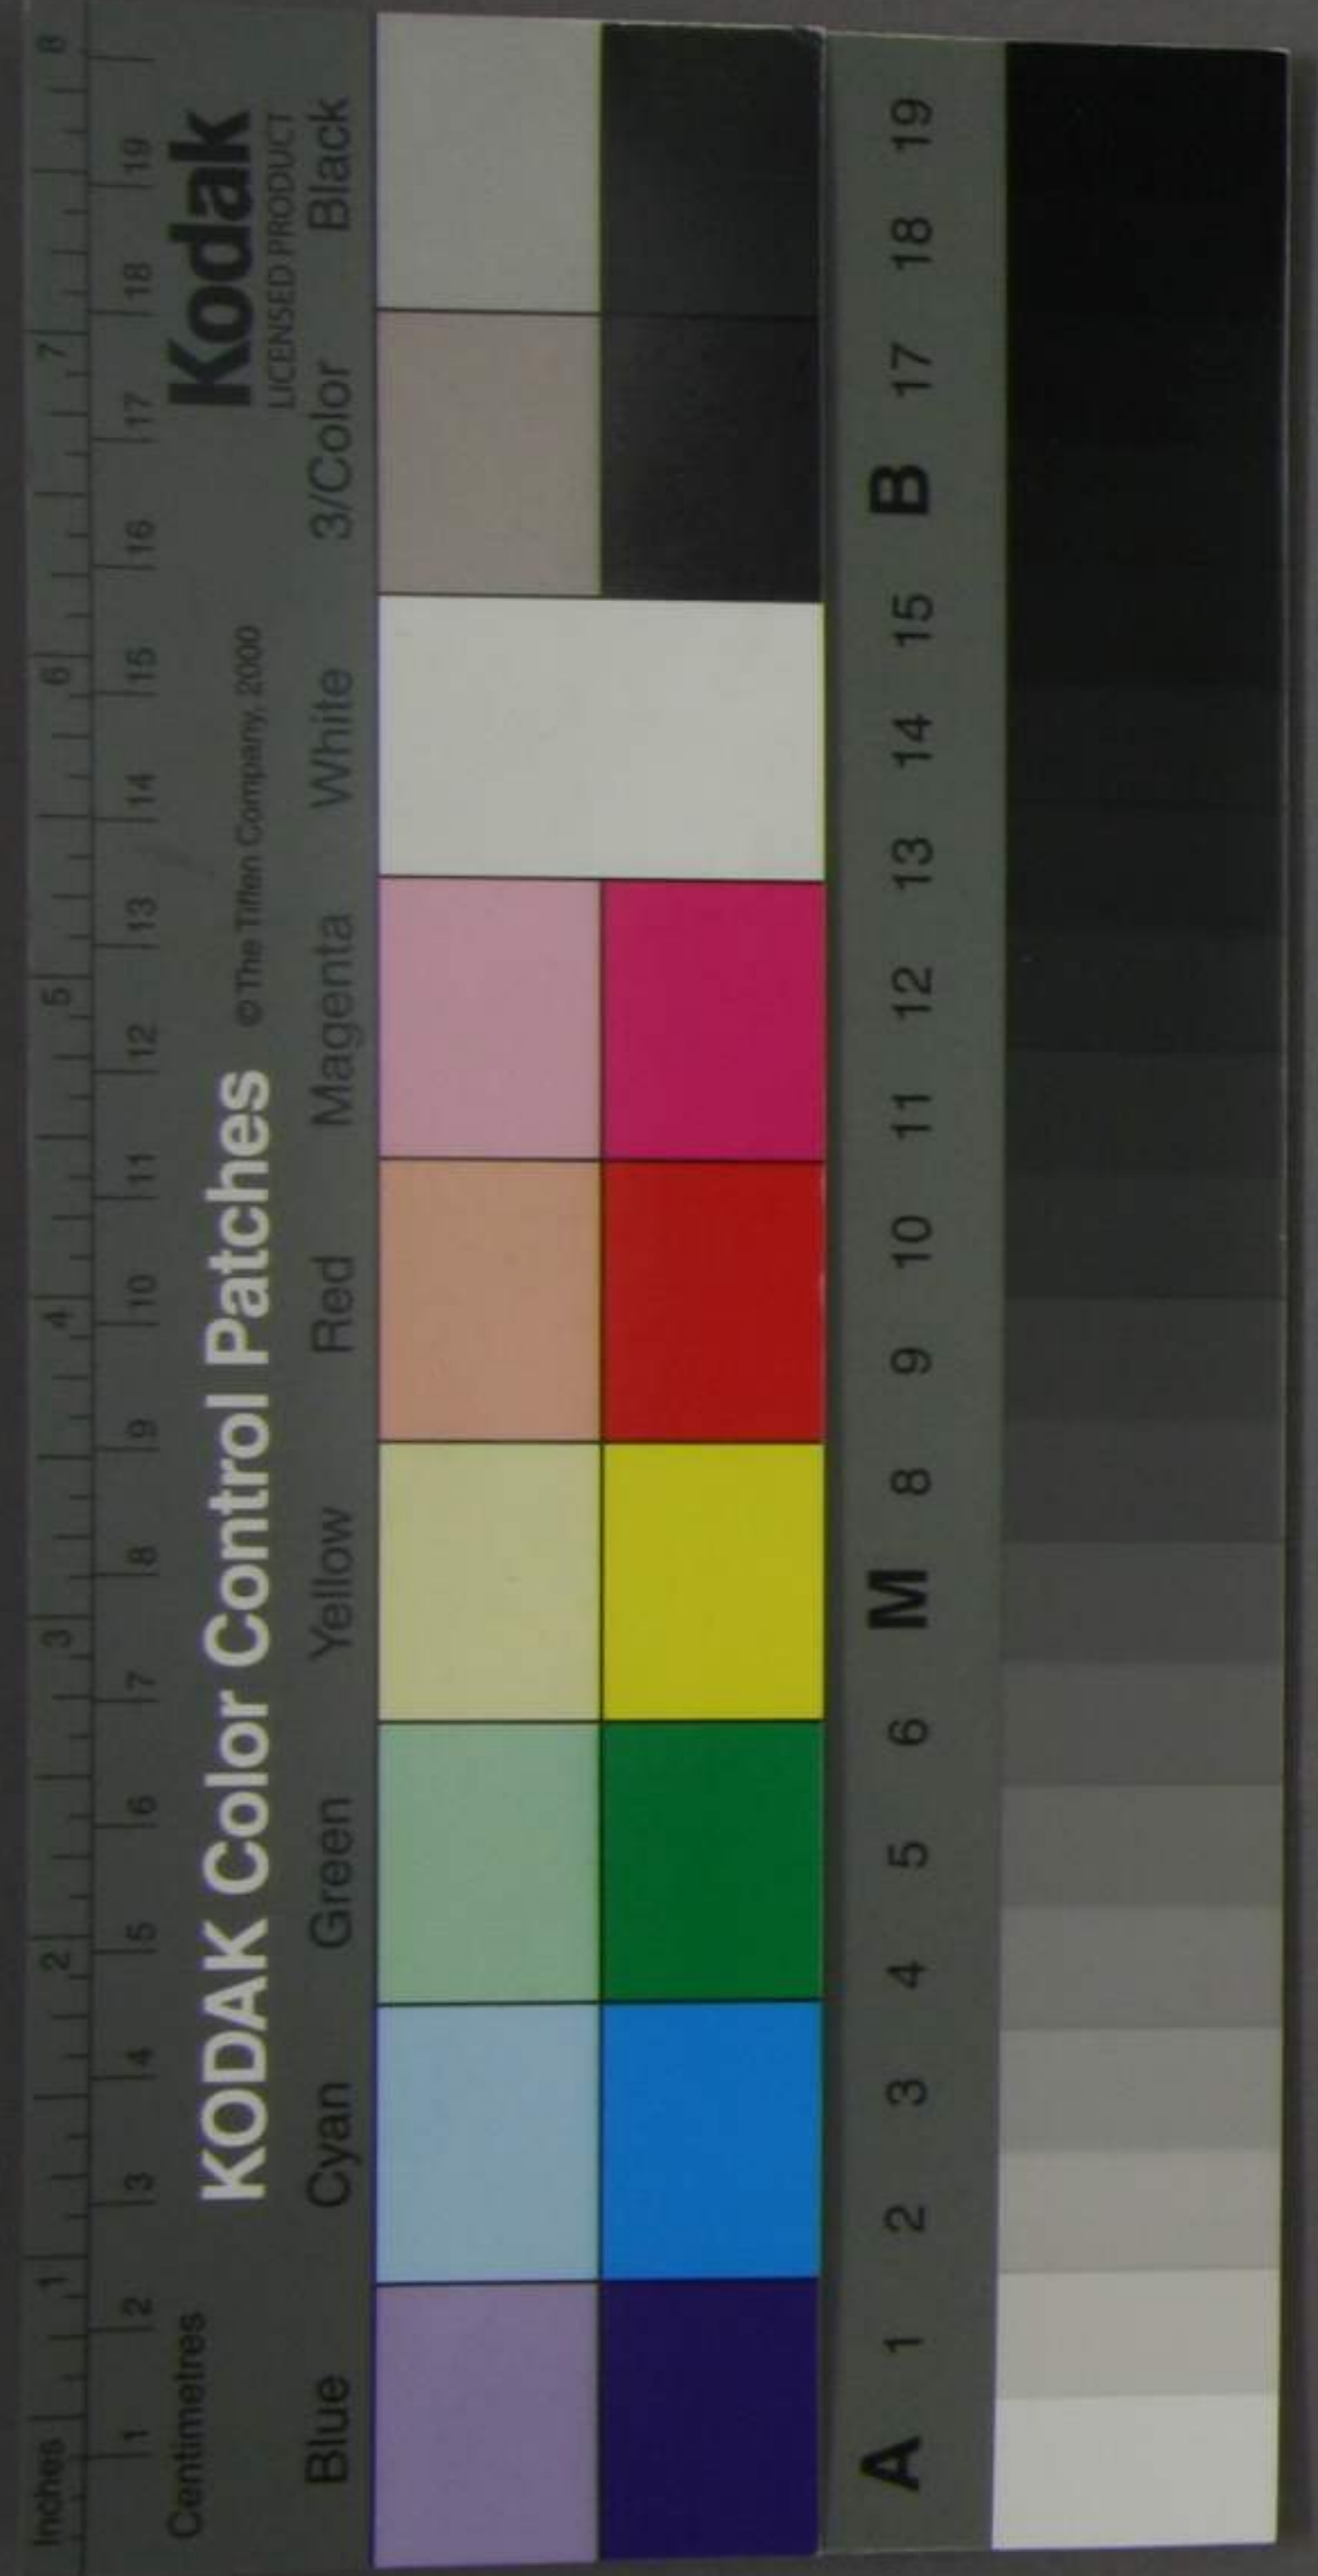 Inches 1 2 3 4 5 6 7 8
1 2 3 4 5 6 7 8 9 10 11 12 13 14 15 16 17 18 19
Centimetres
KODAK Color Control Patches © The Tiffen Company, 2000 Kodak
LICENSED PRODUCT
Blue Cyan Green Yellow Red Magenta White 3/Color Black
A 1 2 3 4 5 6 M 8 9 10 11 12 13 14 15 B 17 18 19